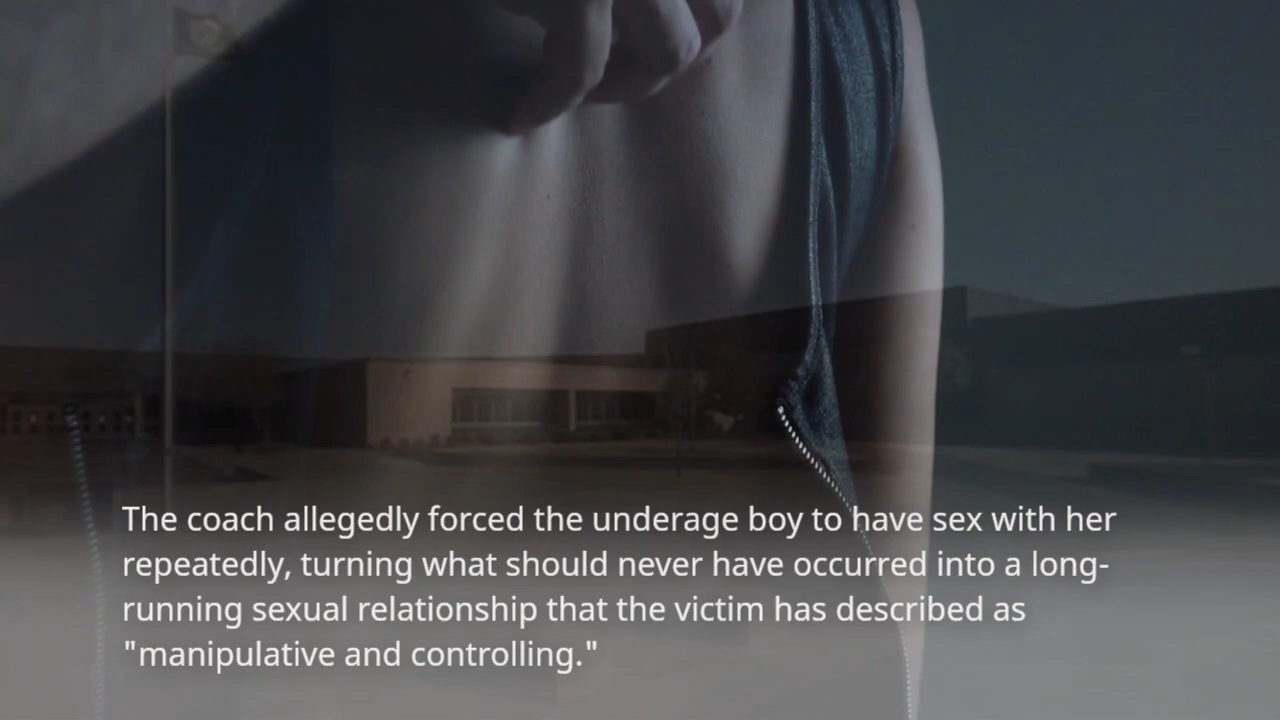 The coach allegedly forced the underage boy to have sex with her
repeatedly, turning what should never have occurred into a long-
running sexual relationship that the victim has described as
"manipulative and controlling."